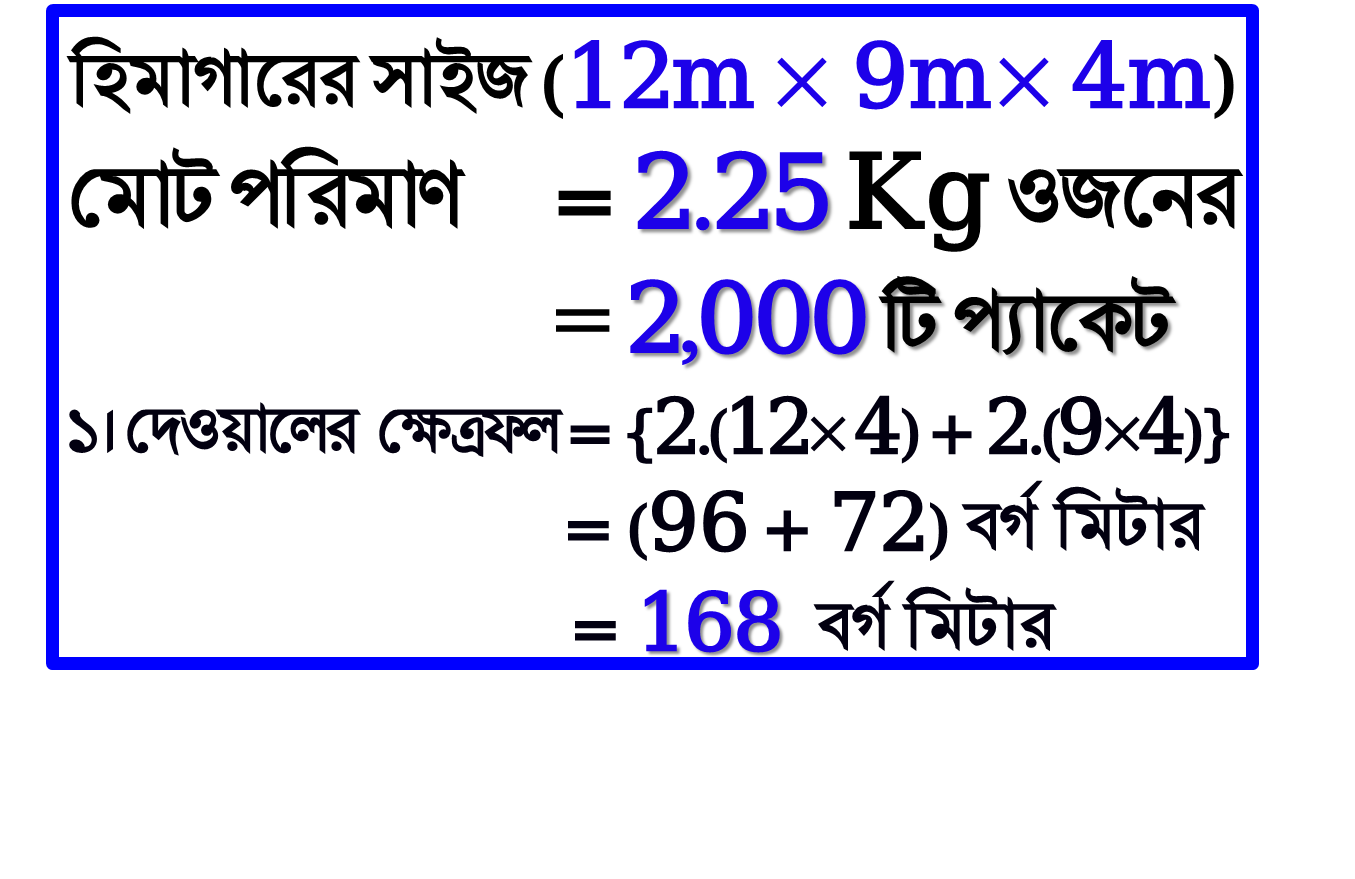 হিমাগারের সাইজ (12m × 9m× 4m)
মোট পরিমাণ = 2.25 Kg ওজনের
= 2,000 টি প্যাকেট
১। দেওয়ালের ক্ষেত্রফল = {2.(12×4) + 2.(9×4)}
= (96 + 72) বর্গ মিটার
= 168 বর্গ মিটার